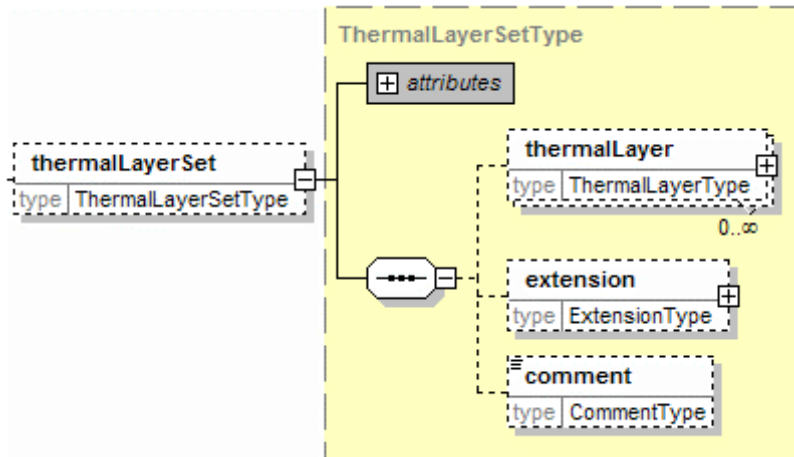 ThermalLayerSetType
attributes
thermalLayerSet
type ThermalLayerSetType
thermalLayer
type ThermalLayerType
0..∞
extension
type ExtensionType
comment
type CommentType